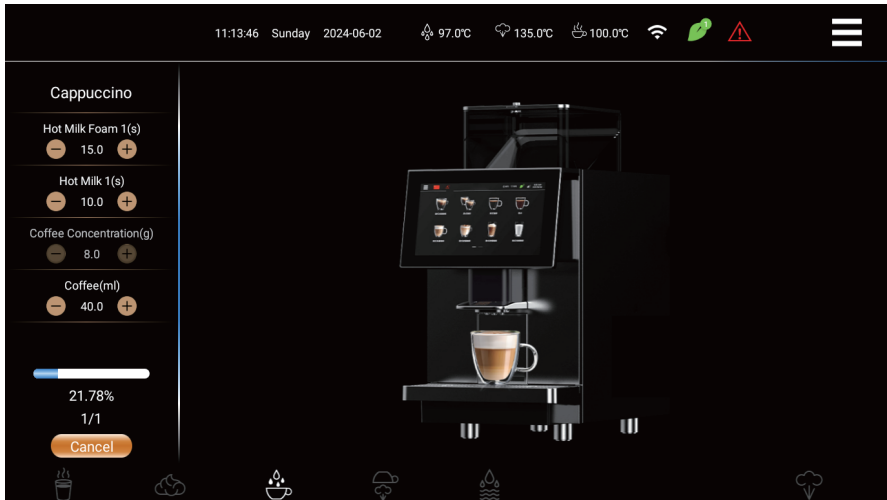 11:13:46 Sunday 2024-06-02 97.0℃ 135.0℃ 100.0℃ 1
Cappuccino
Hot Milk Foam 1(s)
15.0
Hot Milk 1(s)
10.0
Coffee Concentration(g)
8.0
Coffee(ml)
40.0
21.78%
1/1
Cancel